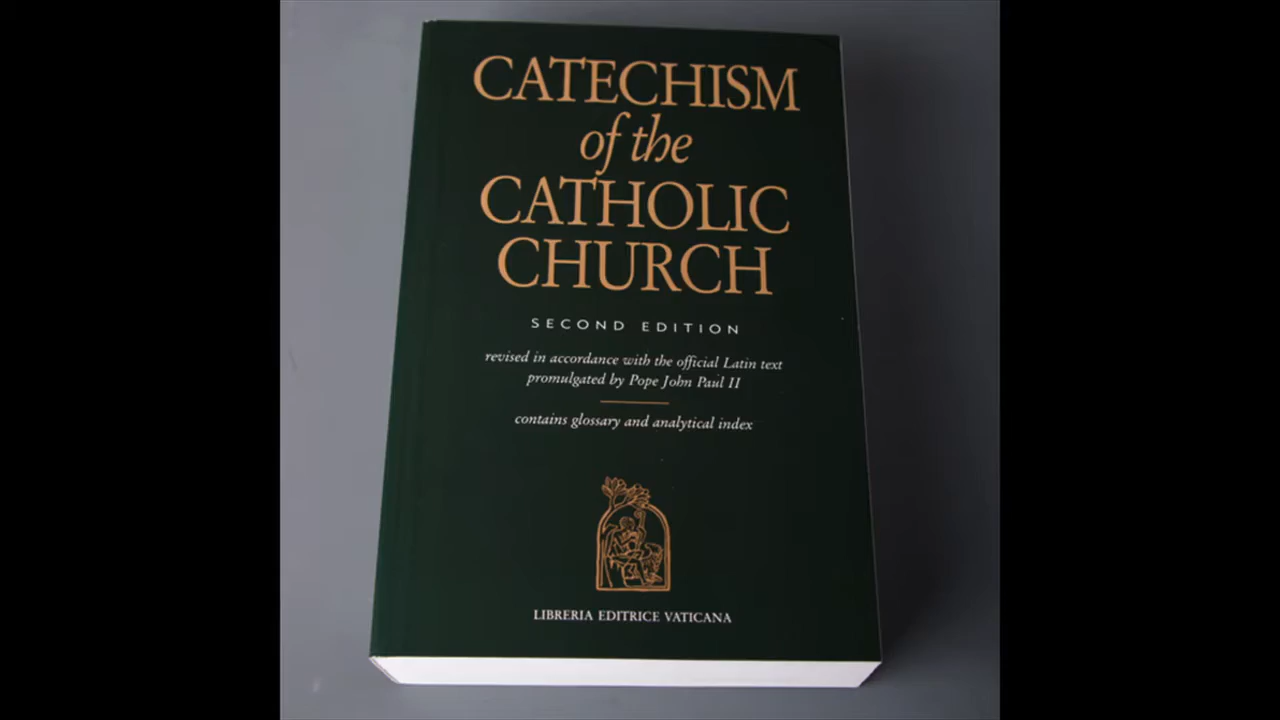 CATECHISM
of the
CATHOLIC
CHURCH
SECOND EDITION
revised in accordance with the official Latin text
promulgated by Pope John Paul II
contains glossary and analytical index
LIBRERIA EDITRICE VATICANA